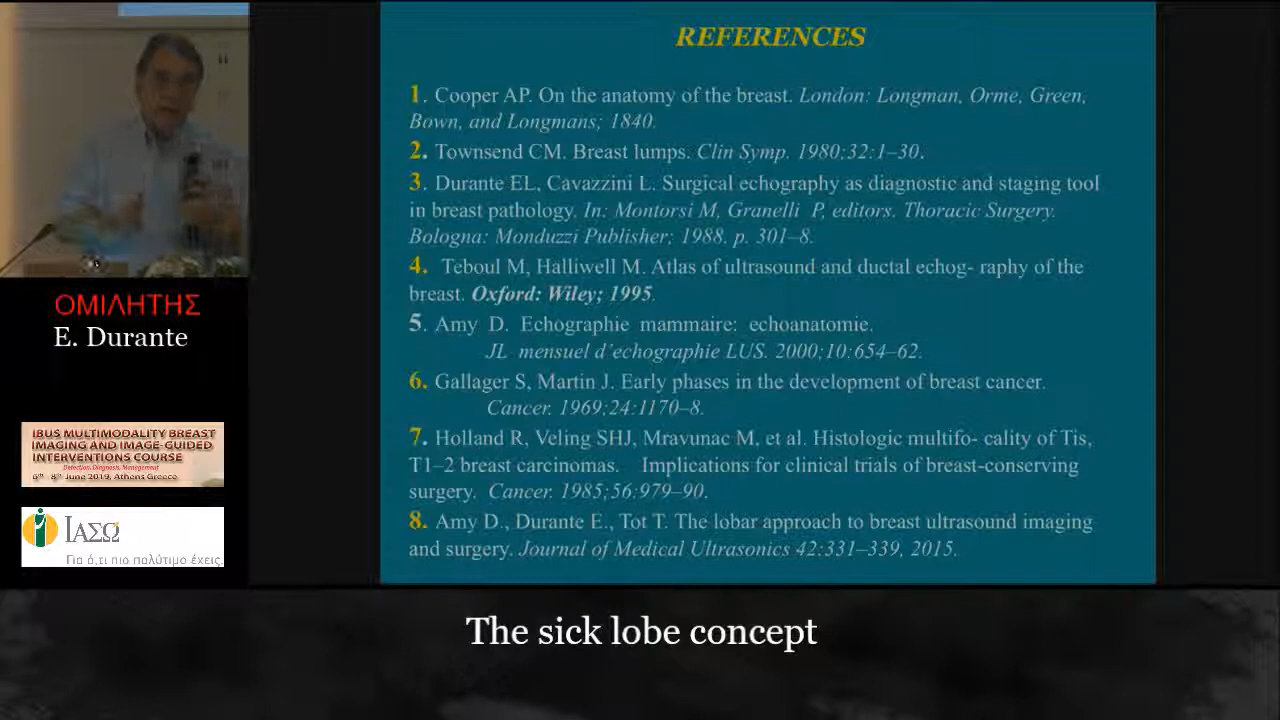 REFERENCES
1. Cooper AP. On the anatomy of the breast. London: Longman, Orme, Green,
Bown, and Longmans; 1840.
2. Townsend CM. Breast lumps. Clin Symp. 1980;32:1–30.
3. Durante EL, Cavazzini L. Surgical echography as diagnostic and staging tool
in breast pathology. In: Montorsi M, Granelli P, editors. Thoracic Surgery.
Bologna: Monduzzi Publisher; 1988. p. 301–8.
4. Teboul M, Halliwell M. Atlas of ultrasound and ductal echog- raphy of the
breast. Oxford: Wiley; 1995.
5. Amy D. Echographie mammaire: echoanatomie.
JL mensuel d’echographie LUS. 2000;10:654–62.
6. Gallager S, Martin J. Early phases in the development of breast cancer.
Cancer. 1969;24:1170–8.
7. Holland R, Veling SHJ, Mravunac M, et al. Histologic multifo- cality of Tis,
T1–2 breast carcinomas. Implications for clinical trials of breast-conserving
surgery. Cancer. 1985;56:979–90.
8. Amy D., Durante E., Tot T. The lobar approach to breast ultrasound imaging
and surgery. Journal of Medical Ultrasonics 42:331–339, 2015.
ΟΜΙΛΗΤΗΣ
E. Durante
IBUS MULTIMODALITY BREAST
IMAGING AND IMAGE-GUIDED
INTERVENTIONS COURSE
Detection, Diagnosis, Management
6th - 8th June 2019, Athens Greece
ΙΑΣΩ
Για ό,τι πιο πολύτιμο έχεις.
The sick lobe concept